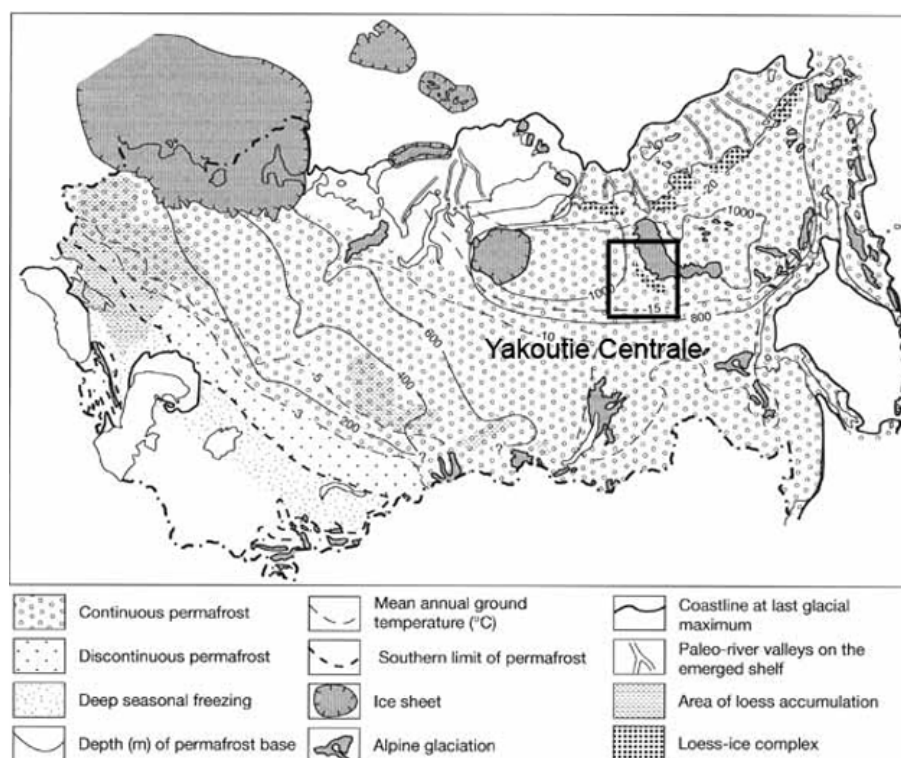 -20
1000
1000
-15
800
-10
Yakoutie Centrale
600
400
-5
200
-3
Continuous permafrost
Discontinuous permafrost
Deep seasonal freezing
Depth (m) of permafrost base
Mean annual ground
temperature (°C)
Southern limit of permafrost
Ice sheet
Alpine glaciation
Coastline at last glacial
maximum
Paleo-river valleys on the
emerged shelf
Area of loess accumulation
Loess-ice complex